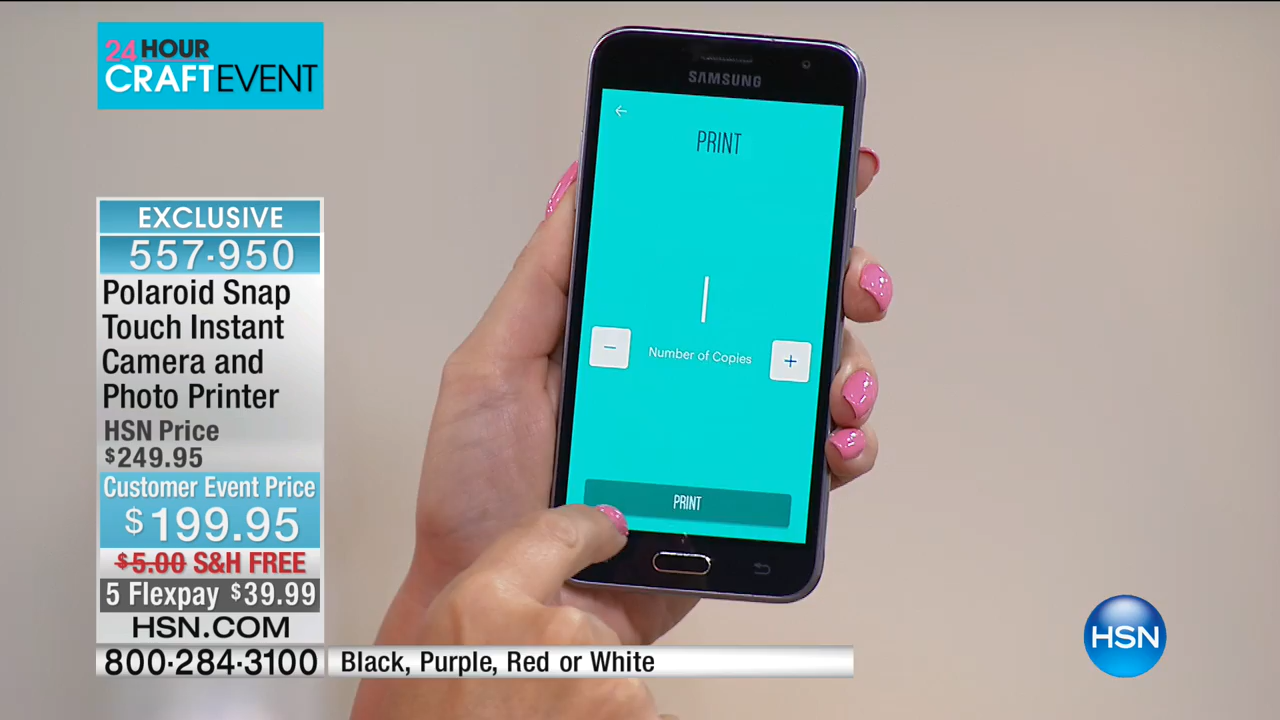 24 HOUR
CRAFTEVENT
EXCLUSIVE
557-950
Polaroid Snap
Touch Instant
Camera and
Photo Printer
HSN Price
$249.95
Customer Event Price
$199.95
$5.00 S&H FREE
5 Flexpay $39.99
HSN.COM
800-284-3100
Black, Purple, Red or White
SAMSUNG
PRINT
1
Number of Copies
− +
PRINT
HSN